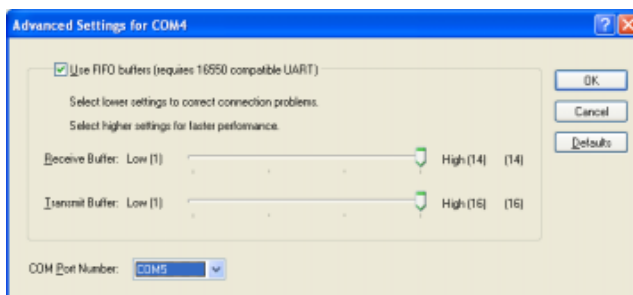 Advanced Settings for COM4
Use FIFO buffers (requires 16550 compatible UART)
OK
Select lower settings to correct connection problems.
Cancel
Select higher settings for faster performance.
Defaults
Receive Buffer: Low (1) High (14) (14)
Transmit Buffer: Low (1) High (16) (16)
COM Port Number: COM5